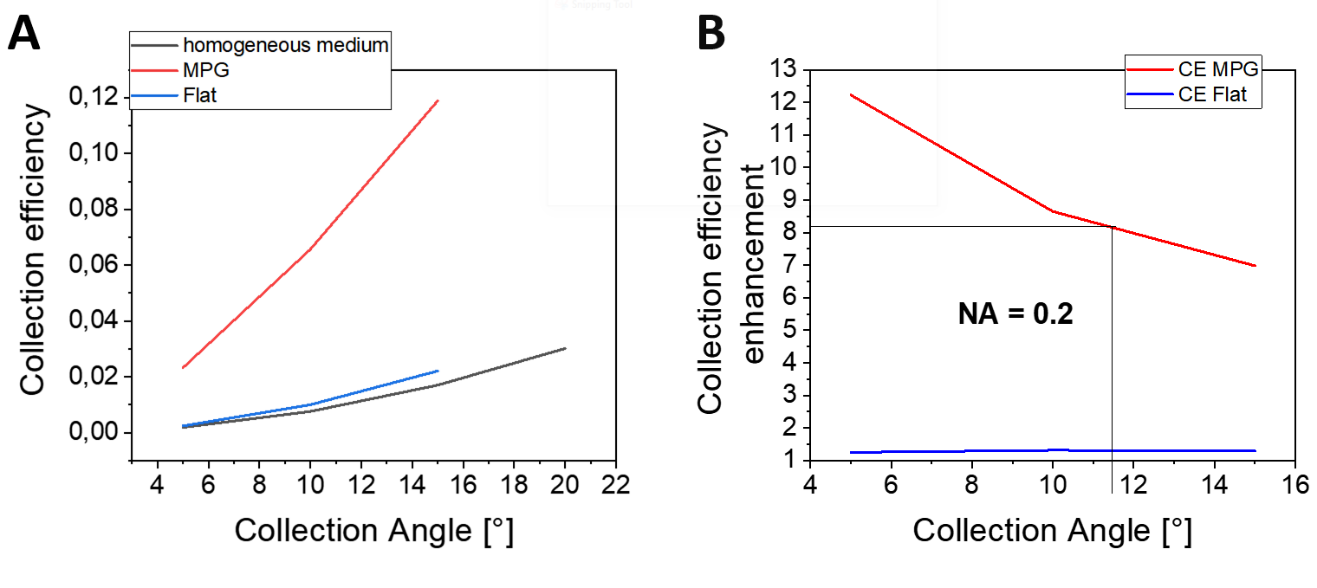 Snipping Tool
A
homogeneous medium
MPG
Flat
0,12
0,10
0,08
0,06
0,04
0,02
0,00
4 6 8 10 12 14 16 18 20 22
Collection efficiency
Collection Angle [°]
B
CE MPG
CE Flat
13
12
11
10
9
8
7
6
5
4
3
2
1
4 6 8 10 12 14 16
NA = 0.2
Collection efficiency
enhancement
Collection Angle [°]